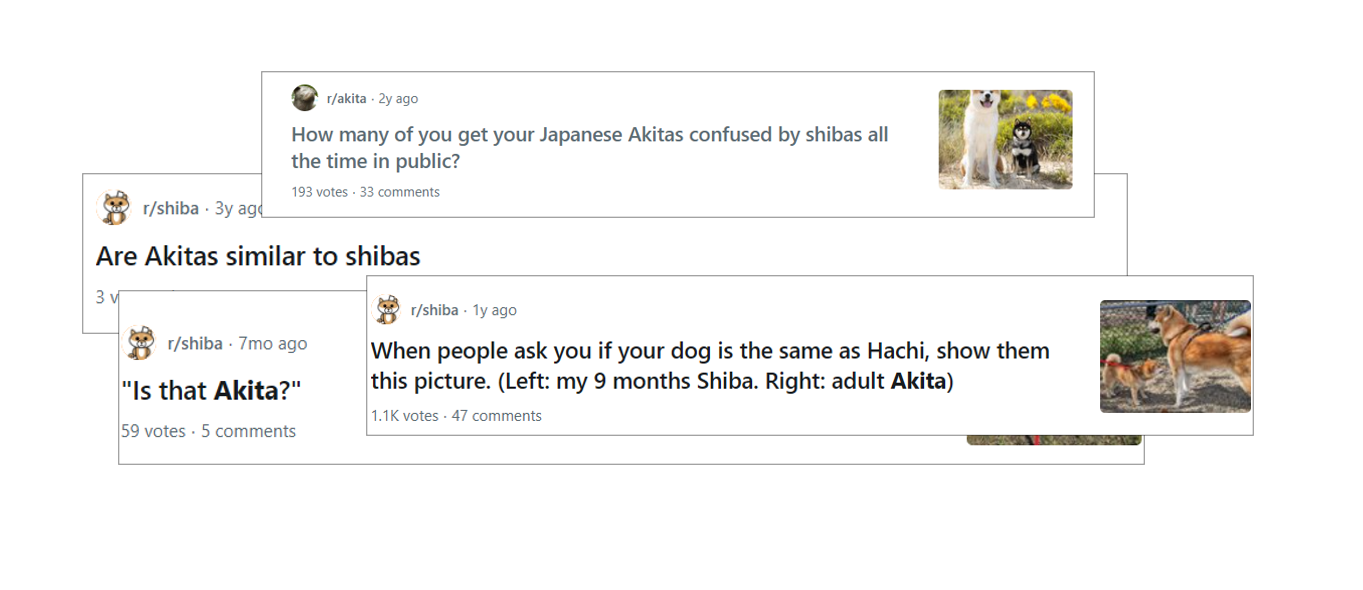 r/akita · 2y ago
How many of you get your Japanese Akitas confused by shibas all
the time in public?
193 votes · 33 comments
r/shiba · 3y ago
Are Akitas similar to shibas
3 v
r/shiba · 7mo ago
"Is that Akita?"
59 votes · 5 comments
r/shiba · 1y ago
When people ask you if your dog is the same as Hachi, show them
this picture. (Left: my 9 months Shiba. Right: adult Akita)
1.1K votes · 47 comments